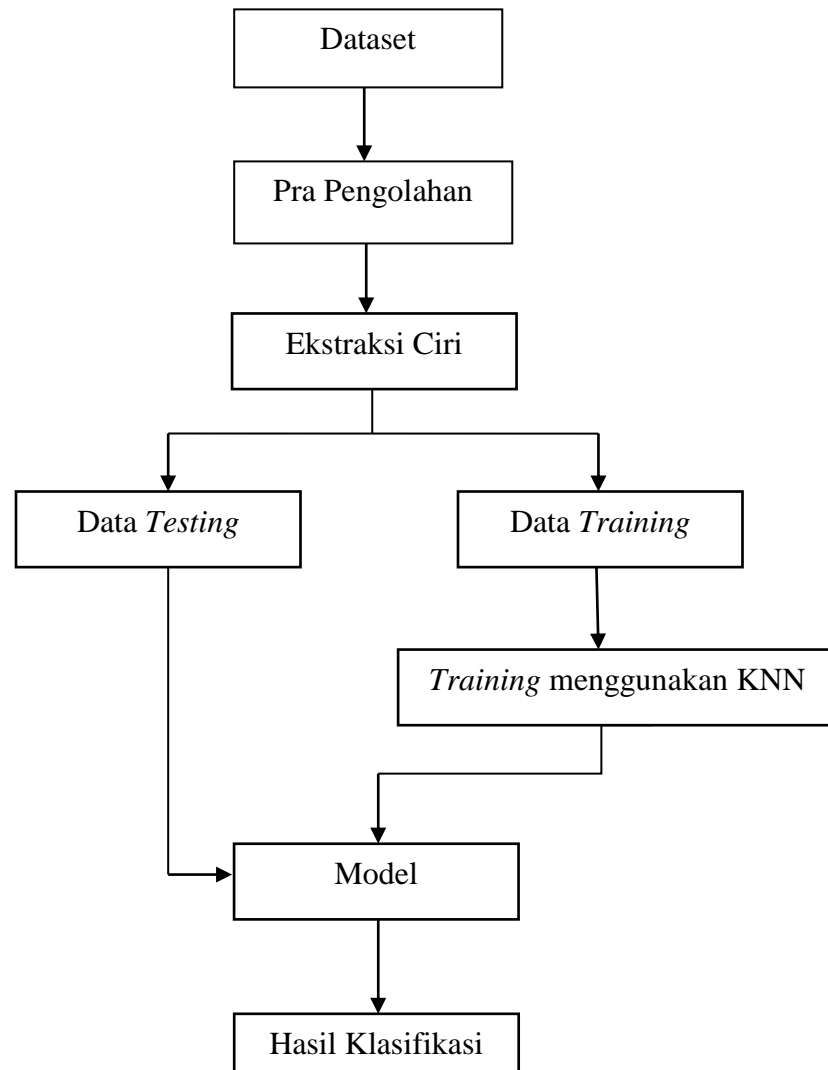 Dataset
Pra Pengolahan
Ekstraksi Ciri
Data Testing
Data Training
Training menggunakan KNN
Model
Hasil Klasifikasi